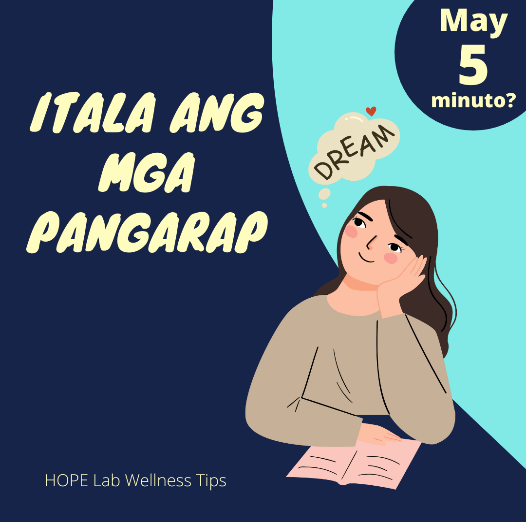 May
5
minuto?
ITALA ANG
MGA
PANGARAP
DREAM
HOPE Lab Wellness Tips